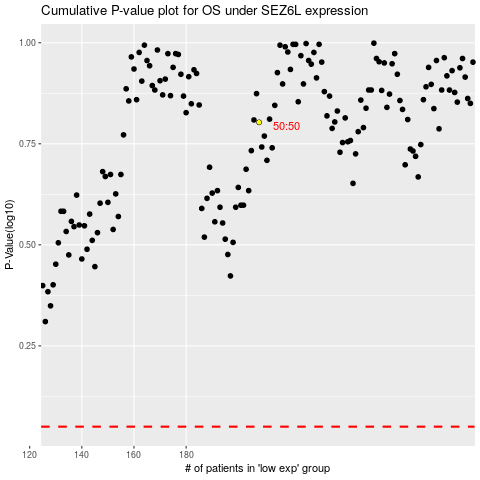 Cumulative P-value plot for OS under SEZ6L expression
1.00
0.75
0.50
0.25
P-Value(log10)
50:50
120 140 160 180
# of patients in 'low exp' group